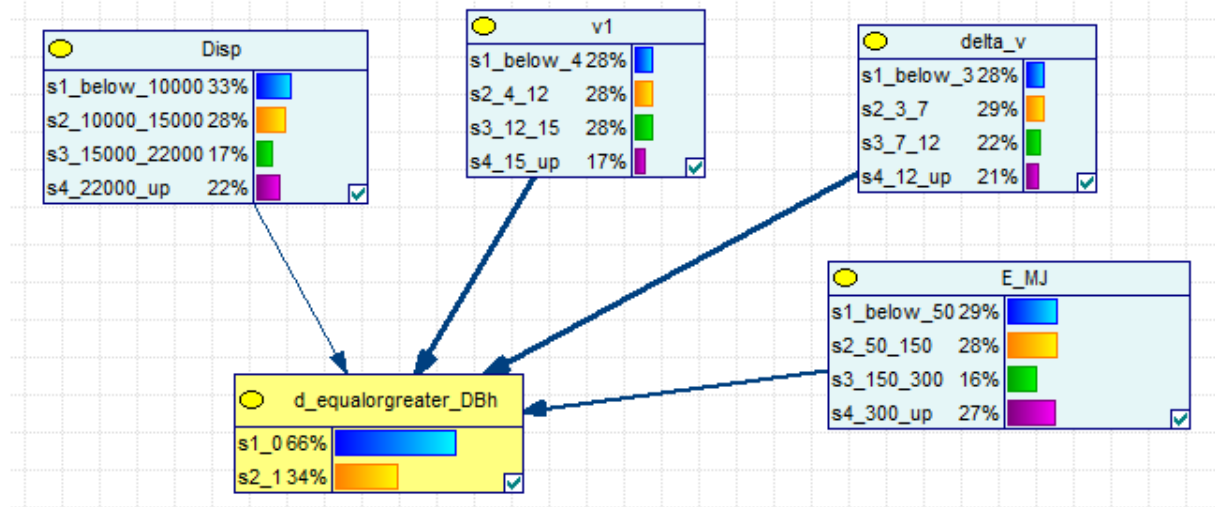 Disp
s1_below_10000 33%
s2_10000_15000 28%
s3_15000_22000 17%
s4_22000_up 22%
v1
s1_below_4 28%
s2_4_12 28%
s3_12_15 28%
s4_15_up 17%
delta_v
s1_below_3 28%
s2_3_7 29%
s3_7_12 22%
s4_12_up 21%
E_MJ
s1_below_50 29%
s2_50_150 28%
s3_150_300 16%
s4_300_up 27%
d_equalorgreater_DBh
s1_0 66%
s2_1 34%